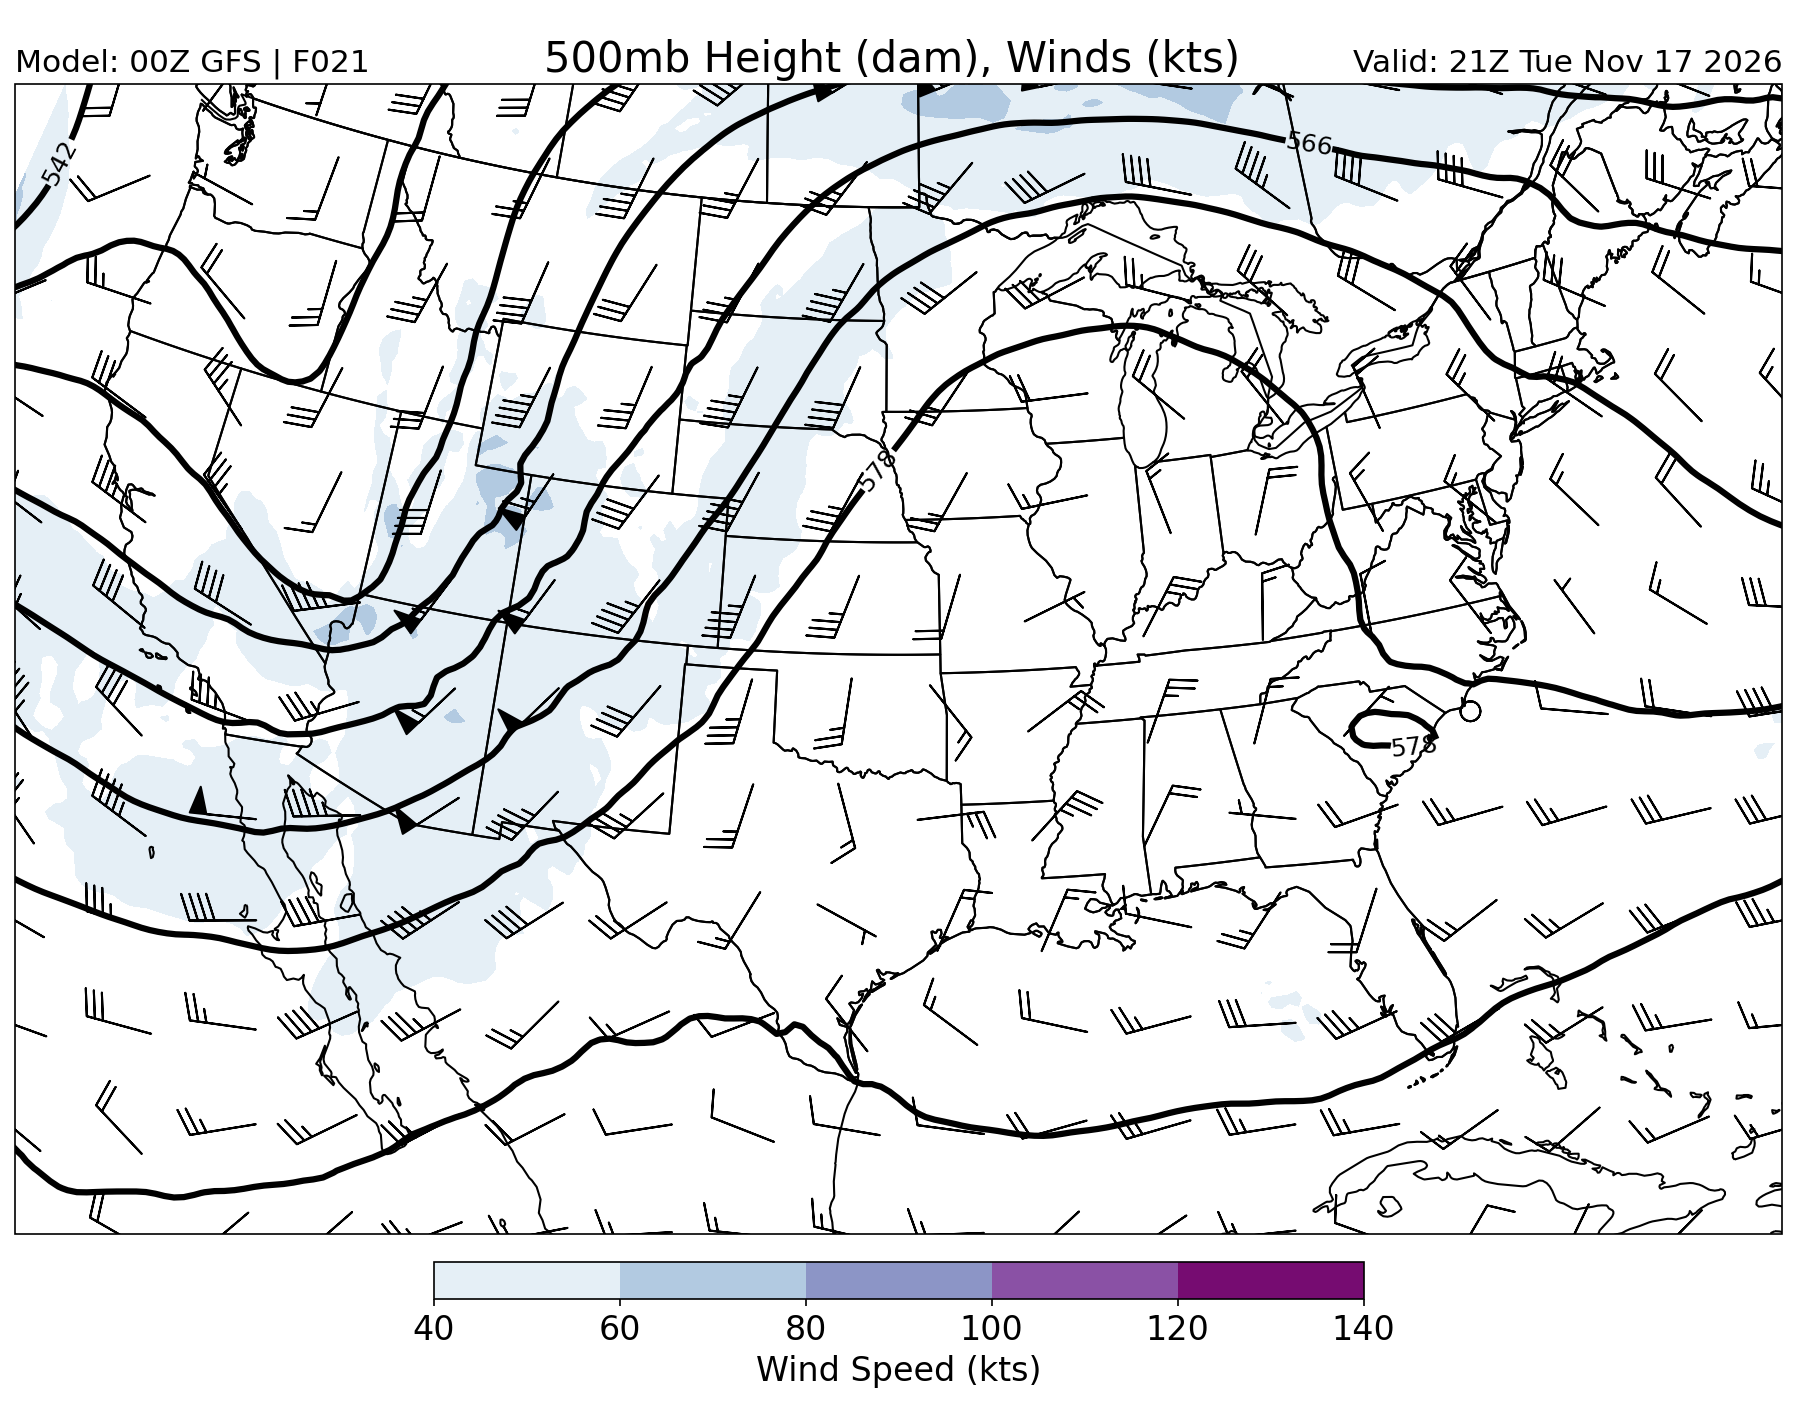 Model: 00Z GFS | F021
500mb Height (dam), Winds (kts)
Valid: 21Z Tue Nov 17 2026
542
566
578
578
40 60 80 100 120 140
Wind Speed (kts)